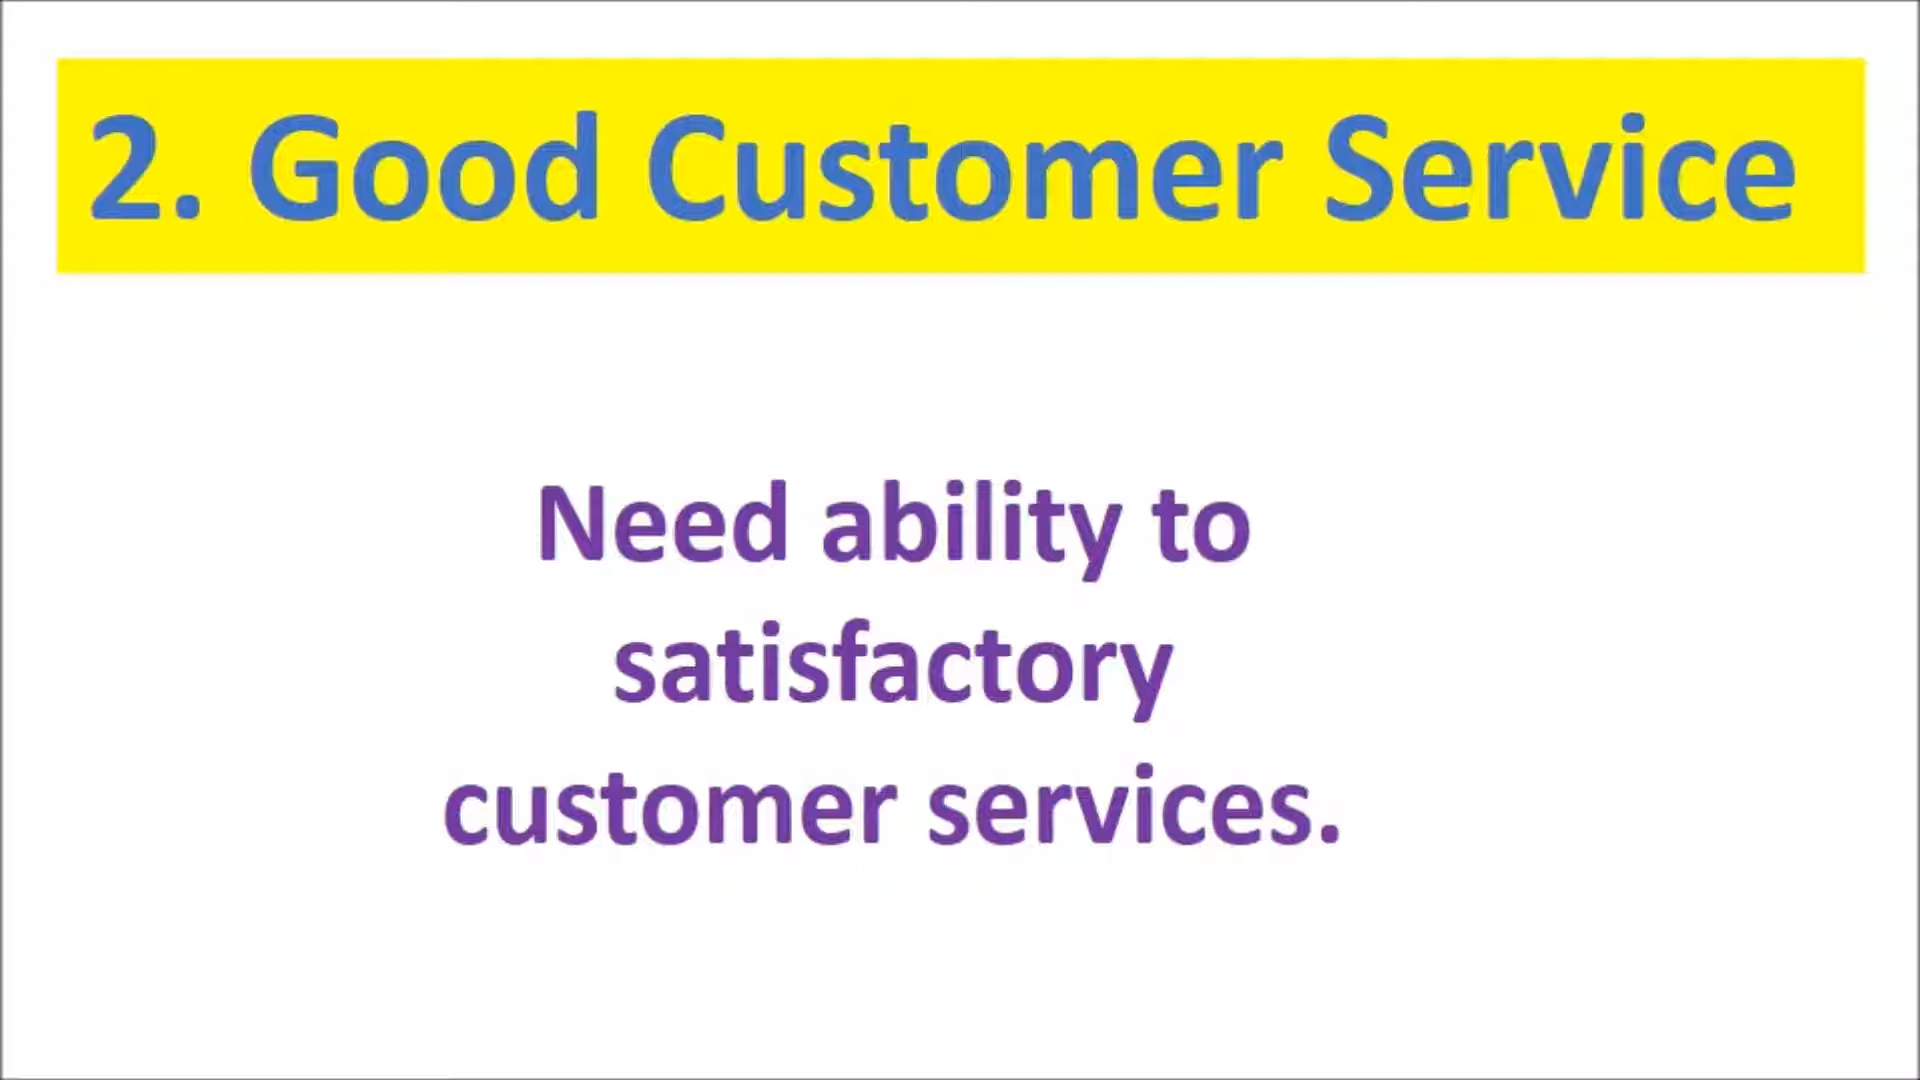 2. Good Customer Service
Need ability to
satisfactory
customer services.